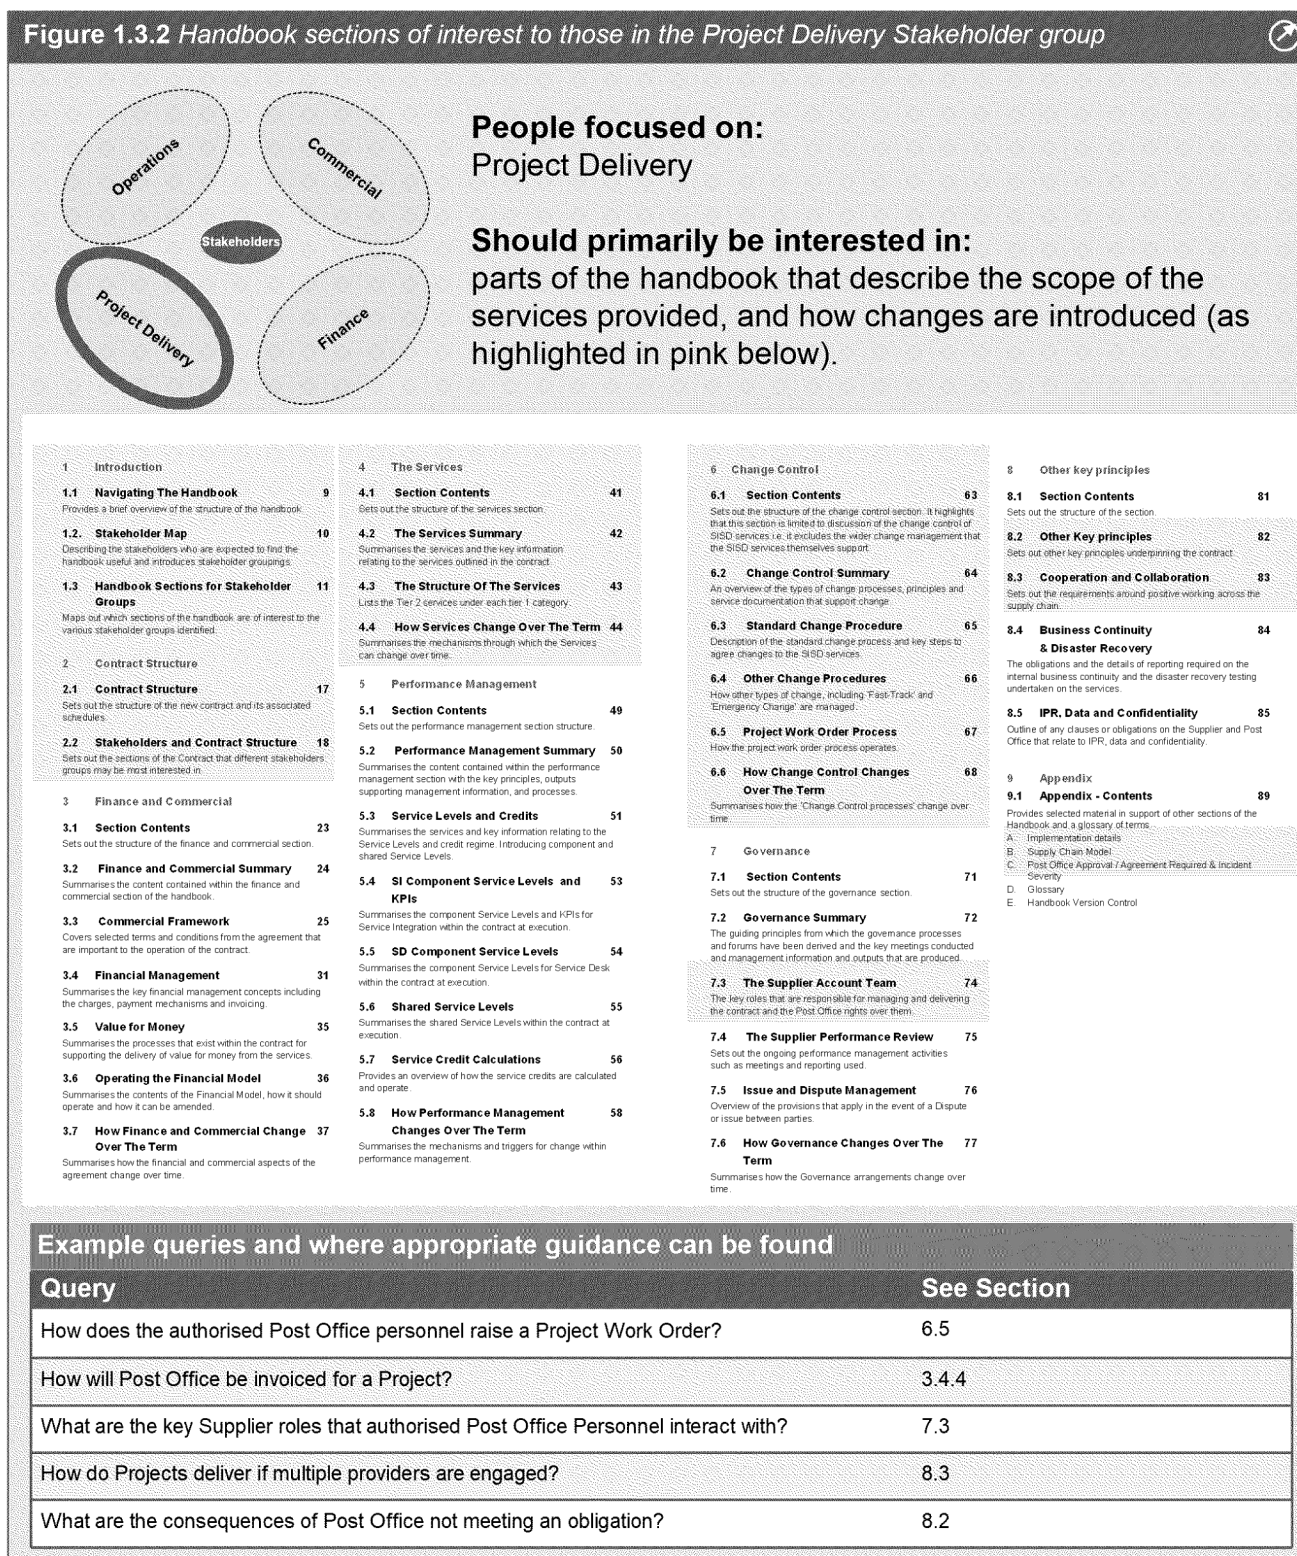 Figure 1.3.2 Handbook sections of interest to those in the Project Delivery Stakeholder group
Operations
Commercial
Stakeholders
Project Delivery
Finance
People focused on:
Project Delivery
Should primarily be interested in:
parts of the handbook that describe the scope of the
services provided, and how changes are introduced (as
highlighted in pink below).
1 Introduction
1.1 Navigating The Handbook 9
Provides a brief overview of the structure of the handbook
1.2. Stakeholder Map 10
Describing the stakeholders who are expected to find the
handbook useful and introduces stakeholder groupings.
1.3 Handbook Sections for Stakeholder 11
Groups
Maps out which sections of the handbook are of interest to the
various stakeholder groups identified.
2 Contract Structure
2.1 Contract Structure 17
Sets out the structure of the new contract and its associated
schedules.
2.2 Stakeholders and Contract Structure 18
Sets out the sections of the Contract that different stakeholders
groups may be most interested in.
3 Finance and Commercial
3.1 Section Contents 23
Sets out the structure of the finance and commercial section.
3.2 Finance and Commercial Summary 24
Summarises the content contained within the finance and
commercial section of the handbook.
3.3 Commercial Framework 25
Covers selected terms and conditions from the agreement that
are important to the operation of the contract.
3.4 Financial Management 31
Summarises the key financial management concepts including
the charges, payment mechanisms and invoicing.
3.5 Value for Money 35
Summarises the processes that exist within the contract for
supporting the delivery of value for money from the services.
3.6 Operating the Financial Model 36
Summarises the contents of the Financial Model, how it should
operate and how it can be amended.
3.7 How Finance and Commercial Change 37
Over The Term
Summarises how the financial and commercial aspects of the
agreement change over time.
4 The Services
4.1 Section Contents 41
Sets out the structure of the services section.
4.2 The Services Summary 42
Summarises the services and the key information
relating to the services outlined in the contract
4.3 The Structure Of The Services 43
Lists the Tier 2 services under each tier 1 category.
4.4 How Services Change Over The Term 44
Summarises the mechanisms through which the Services
can change over time.
5 Performance Management
5.1 Section Contents 49
Sets out the performance management section structure.
5.2 Performance Management Summary 50
Summarises the content contained within the performance
management section with the key principles, outputs
supporting management information, and processes.
5.3 Service Levels and Credits 51
Summarises the services and key information relating to the
Service Levels and credit regime. Introducing component and
shared Service Levels.
5.4 SI Component Service Levels and 53
KPIs
Summarises the component Service Levels and KPIs for
Service Integration within the contract at execution.
5.5 SD Component Service Levels 54
Summarises the component Service Levels for Service Desk
within the contract at execution.
5.6 Shared Service Levels 55
Summarises the shared Service Levels within the contract at
execution.
5.7 Service Credit Calculations 56
Provides an overview of how the service credits are calculated
and operate.
5.8 How Performance Management 58
Changes Over The Term
Summarises the mechanisms and triggers for change within
performance management.
6 Change Control
6.1 Section Contents 63
Sets out the structure of the change control section. It highlights
that this section is limited to discussion of the change control of
SISD services i.e. it excludes the wider change management that
the SISD services themselves support.
6.2 Change Control Summary 64
An overview of the types of change processes, principles and
service documentation that support change.
6.3 Standard Change Procedure 65
Description of the standard change process and key steps to
agree changes to the SISD services.
6.4 Other Change Procedures 66
How other types of change, including 'Fast-Track' and
'Emergency Change' are managed.
6.5 Project Work Order Process 67
How the project work order process operates.
6.6 How Change Control Changes 68
Over The Term
Summarises how the 'Change Control processes' change over
time.
7 Governance
7.1 Section Contents 71
Sets out the structure of the governance section.
7.2 Governance Summary 72
The guiding principles from which the governance processes
and forums have been derived and the key meetings conducted
and management information and outputs that are produced.
7.3 The Supplier Account Team 74
The key roles that are responsible for managing and delivering
the contract and the Post Office rights over them.
7.4 The Supplier Performance Review 75
Sets out the ongoing performance management activities
such as meetings and reporting used.
7.5 Issue and Dispute Management 76
Overview of the provisions that apply in the event of a Dispute
or issue between parties.
7.6 How Governance Changes Over The 77
Term
Summarises how the Governance arrangements change over
time.
8 Other key principles
8.1 Section Contents 81
Sets out the structure of the section.
8.2 Other Key principles 82
Sets out other key principles underpinning the contract
8.3 Cooperation and Collaboration 83
Sets out the requirements around positive working across the
supply chain.
8.4 Business Continuity 84
& Disaster Recovery
The obligations and the details of reporting required on the
internal business continuity and the disaster recovery testing
undertaken on the services.
8.5 IPR, Data and Confidentiality 85
Outline of any clauses or obligations on the Supplier and Post
Office that relate to IPR, data and confidentiality.
9 Appendix
9.1 Appendix - Contents 89
Provides selected material in support of other sections of the
Handbook and a glossary of terms
A. Implementation details
B. Supply Chain Model
C. Post Office Approval / Agreement Required & Incident
Severity
D. Glossary
E. Handbook Version Control
Example queries and where appropriate guidance can be found
Query See Section
How does the authorised Post Office personnel raise a Project Work Order? 6.5
How will Post Office be invoiced for a Project? 3.4.4
What are the key Supplier roles that authorised Post Office Personnel interact with? 7.3
How do Projects deliver if multiple providers are engaged? 8.3
What are the consequences of Post Office not meeting an obligation? 8.2